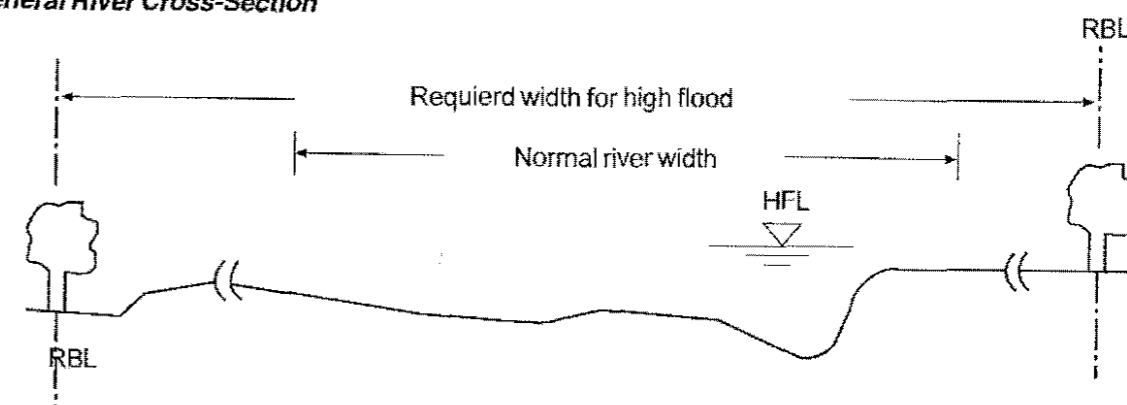 General River Cross-Section
RBL
Requierd width for high flood
Normal river width
HFL
RBL